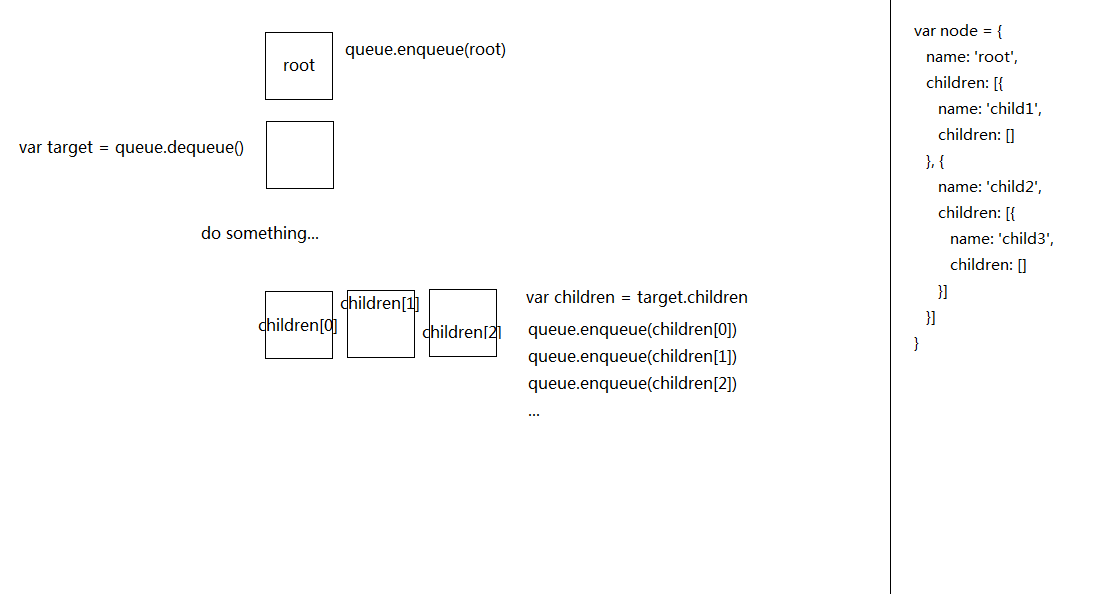 root
queue.enqueue(root)
var target = queue.dequeue()
do something...
children[0]
children[1]
children[2]
var children = target.children
queue.enqueue(children[0])
queue.enqueue(children[1])
queue.enqueue(children[2])
...
var node = {
name: 'root',
children: [{
name: 'child1',
children: []
}, {
name: 'child2',
children: [{
name: 'child3',
children: []
}]
}]
}